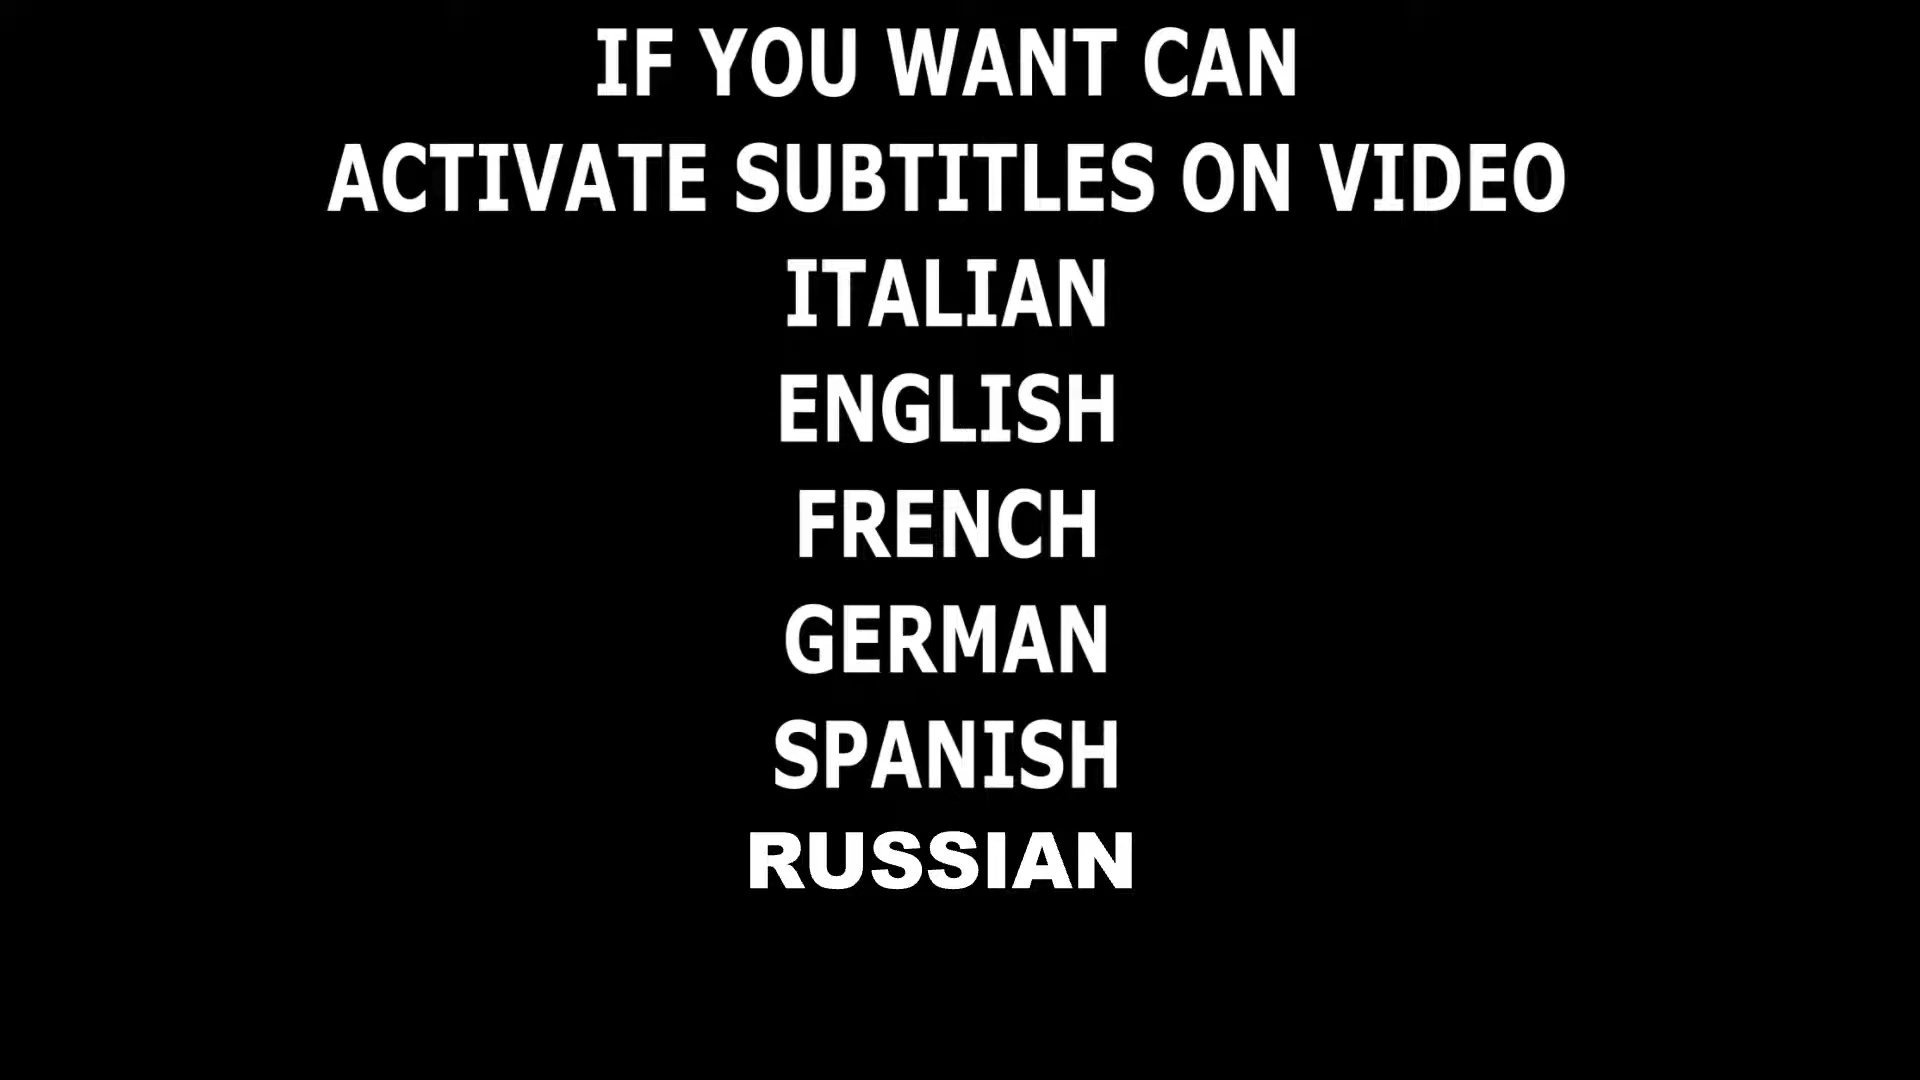 IF YOU WANT CAN
ACTIVATE SUBTITLES ON VIDEO
ITALIAN
ENGLISH
FRENCH
GERMAN
SPANISH
RUSSIAN